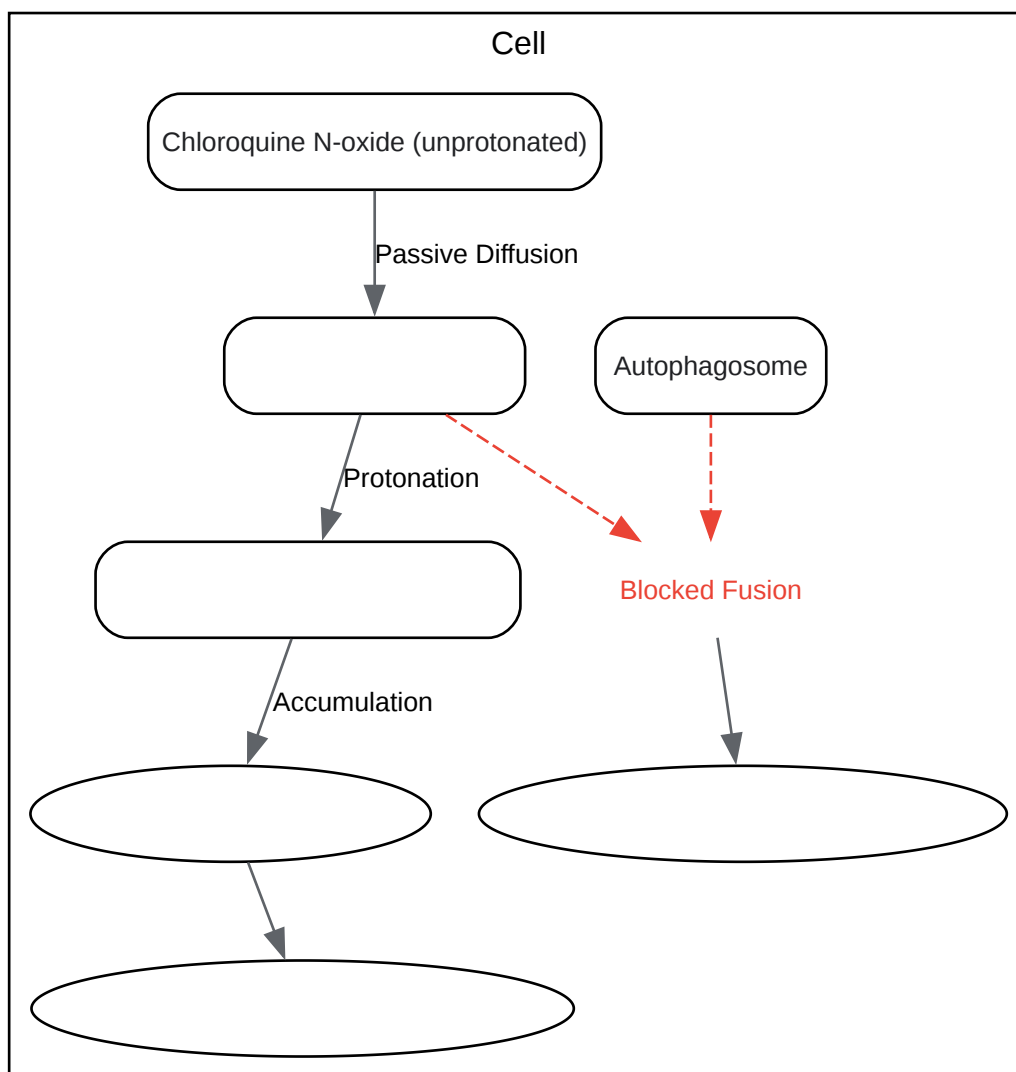 Cell
Chloroquine N-oxide (unprotonated)
Passive Diffusion
Autophagosome
Protonation
Blocked Fusion
Accumulation